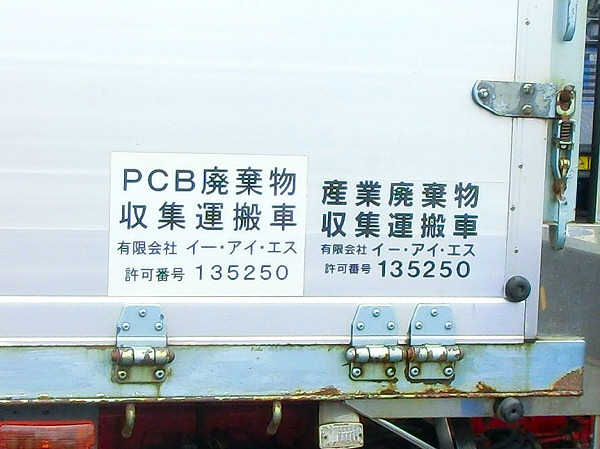 PCB廃棄物
収集運搬車
有限会社 イー・アイ・エス
許可番号 135250
産業廃棄物
収集運搬車
有限会社 イー・アイ・エス
許可番号 135250